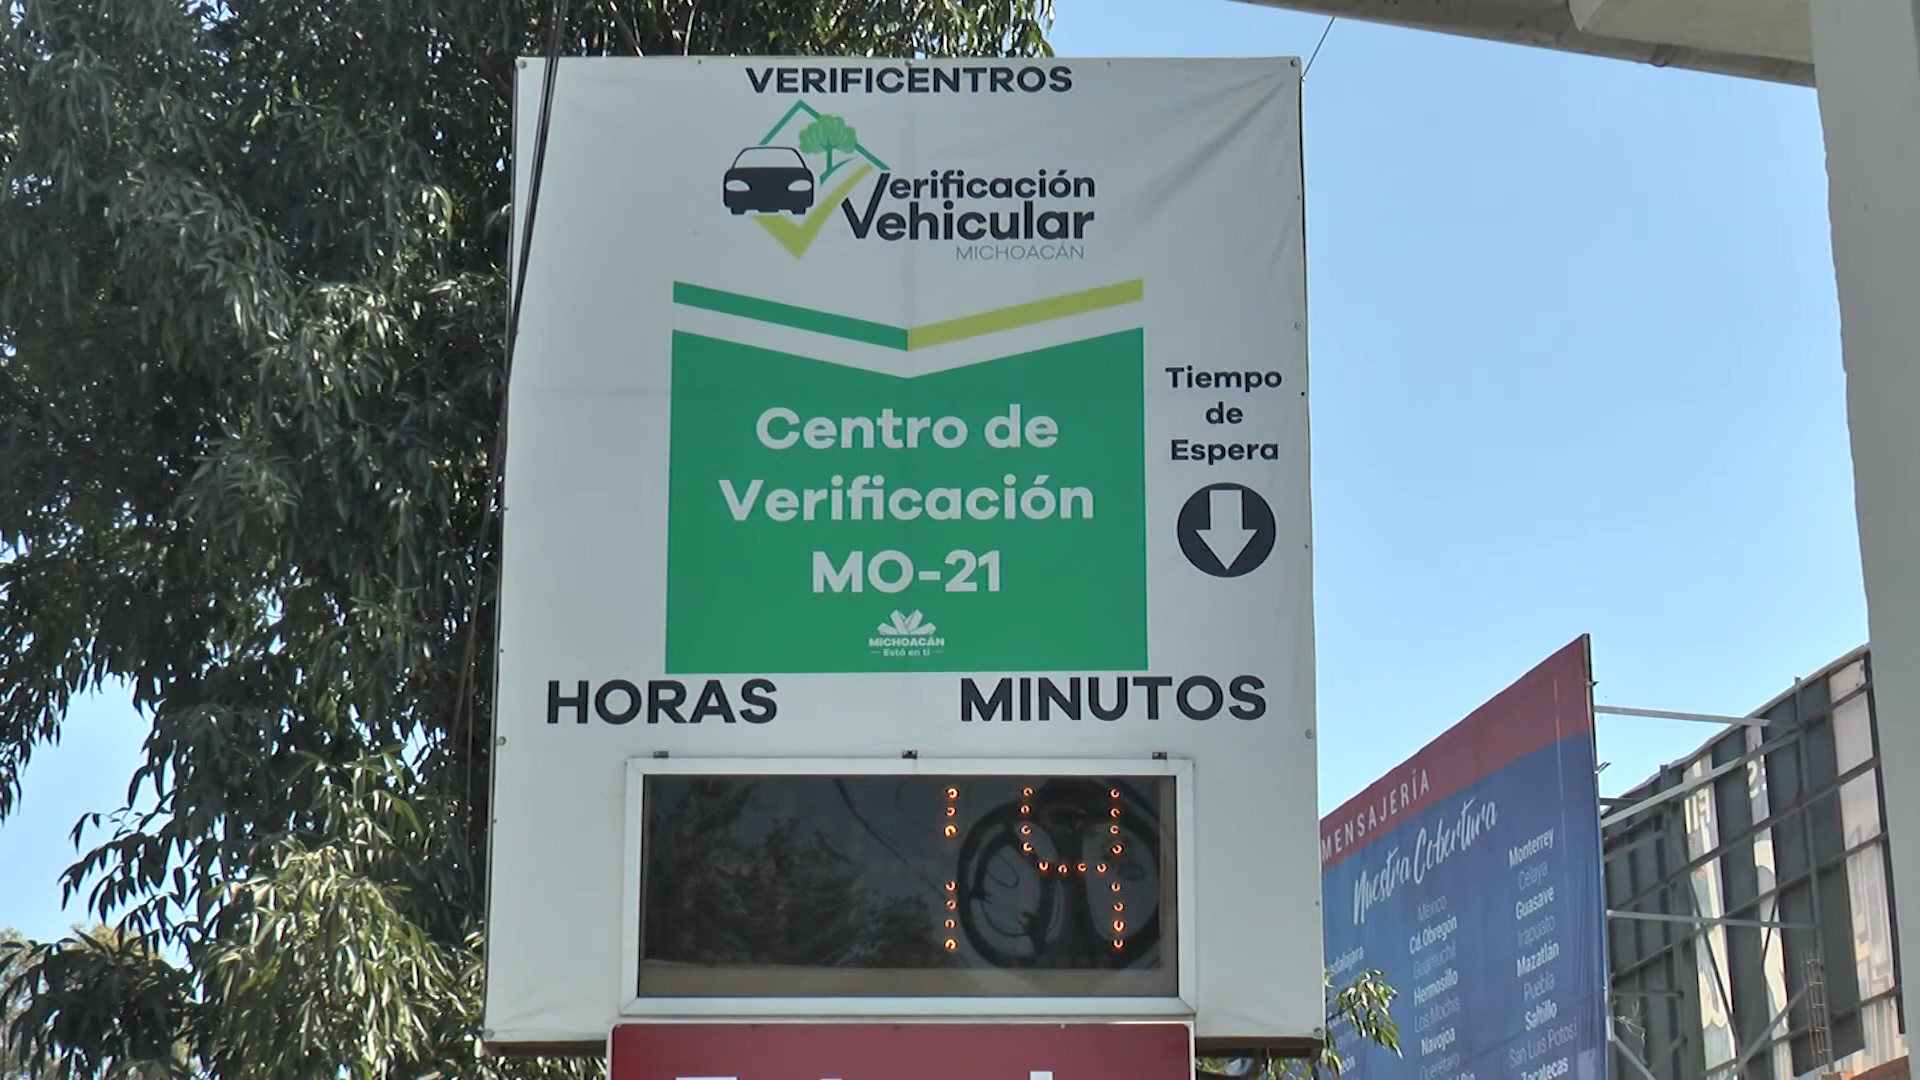 VERIFICENTROS
Verificación
Vehicular
MICHOACÁN
Centro de
Verificación
MO-21
MICHOACÁN
Está en ti
Tiempo
de
Espera
HORAS MINUTOS
14
MENSAJERÍA
Nuestra Cobertura
México
Cd. Obregón
Guamuchil
Hermosillo
Los Mochis
Navojoa
Querétaro
Monterrey
Celaya
Guasave
Irapuato
Mazatlán
Puebla
Saltillo
San Luis Potosí
Zacatecas